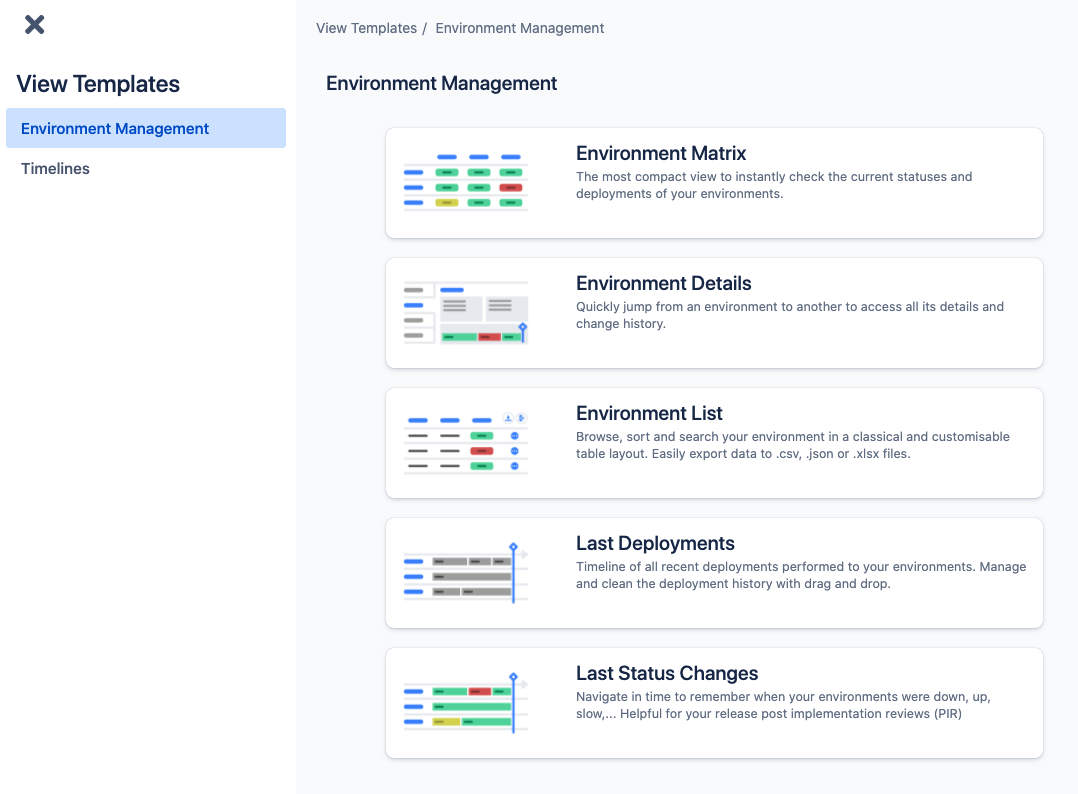 View Templates
Environment Management
Timelines
View Templates / Environment Management
Environment Management
Environment Matrix
The most compact view to instantly check the current statuses and
deployments of your environments.
Environment Details
Quickly jump from an environment to another to access all its details and
change history.
Environment List
Browse, sort and search your environment in a classical and customisable
table layout. Easily export data to .csv, .json or .xlsx files.
Last Deployments
Timeline of all recent deployments performed to your environments. Manage
and clean the deployment history with drag and drop.
Last Status Changes
Navigate in time to remember when your environments were down, up,
slow,... Helpful for your release post implementation reviews (PIR)